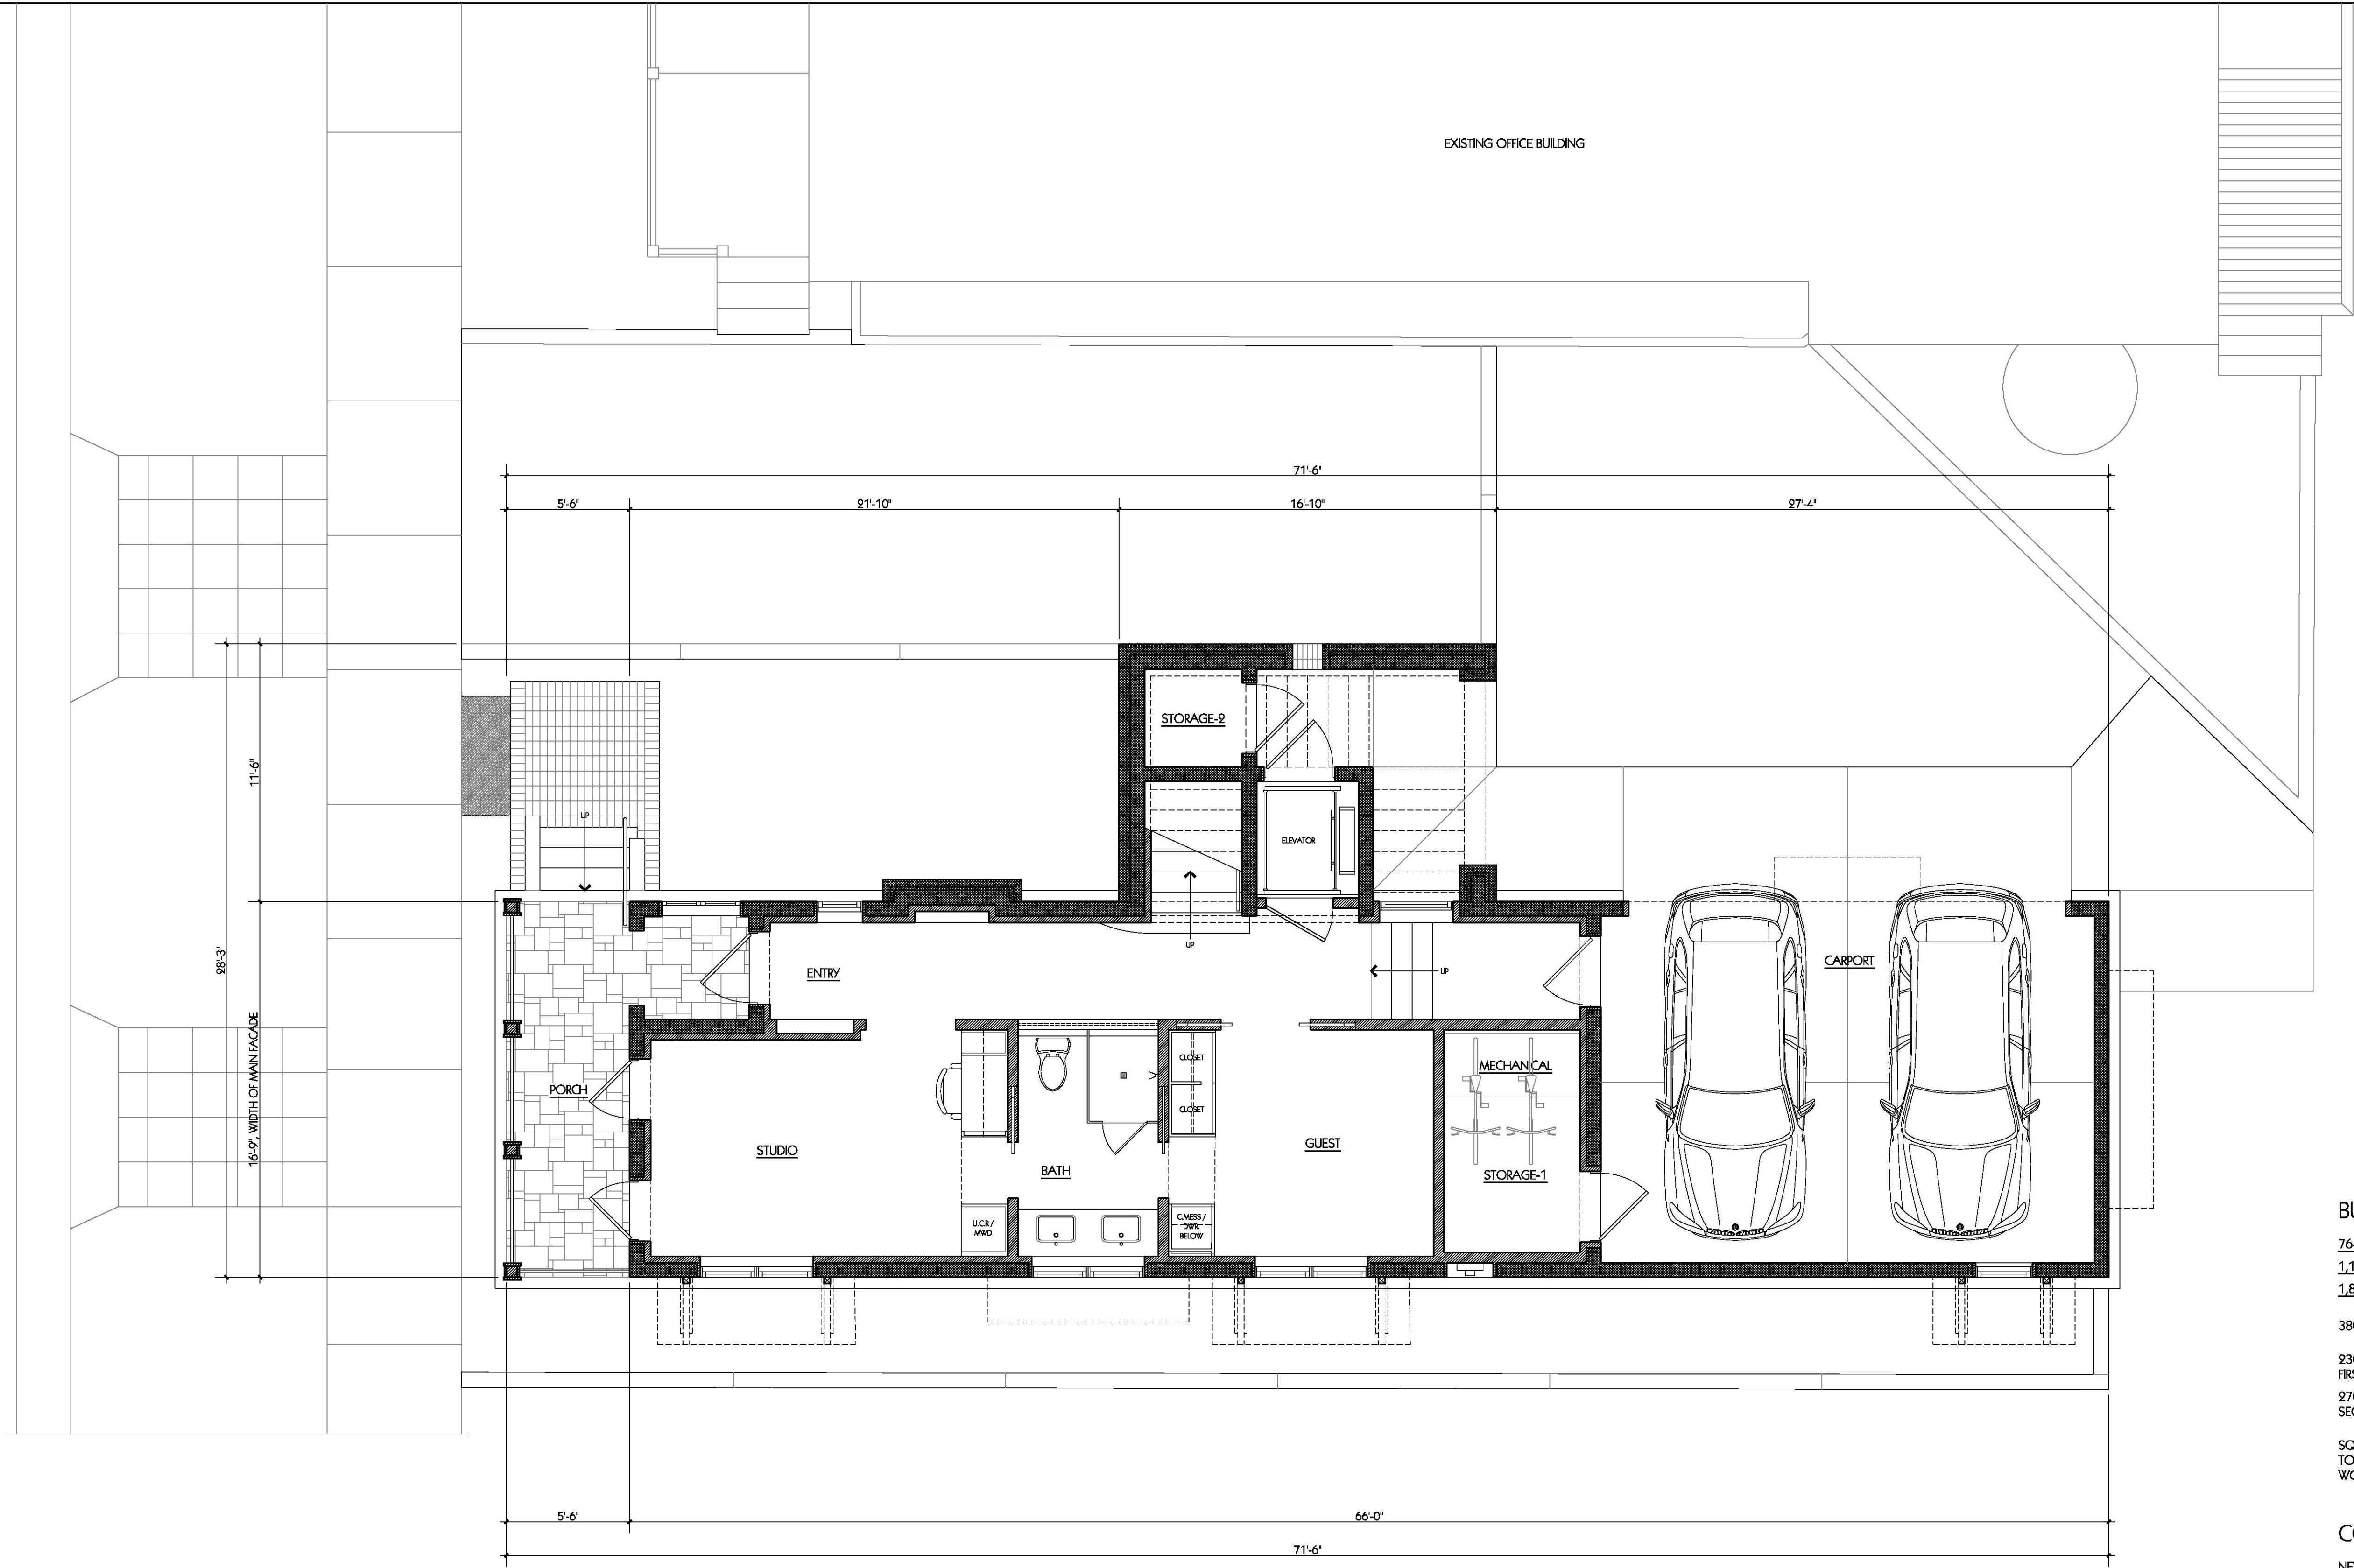 EXISTING OFFICE BUILDING
71'-6"
5'-6"
21'-10"
16'-10"
27'-4"
STORAGE-2
11'-6"
UP
ELEVATOR
UP
28'-3"
ENTRY
UP
CARPORT
16'-9", WIDTH OF MAIN FACADE
PORCH
CLOSET
CLOSET
MECHANICAL
STUDIO
BATH
GUEST
STORAGE-1
U.C.R /
MWD
C.MESS /
DWR.
BELOW
5'-6"
66'-0"
71'-6"